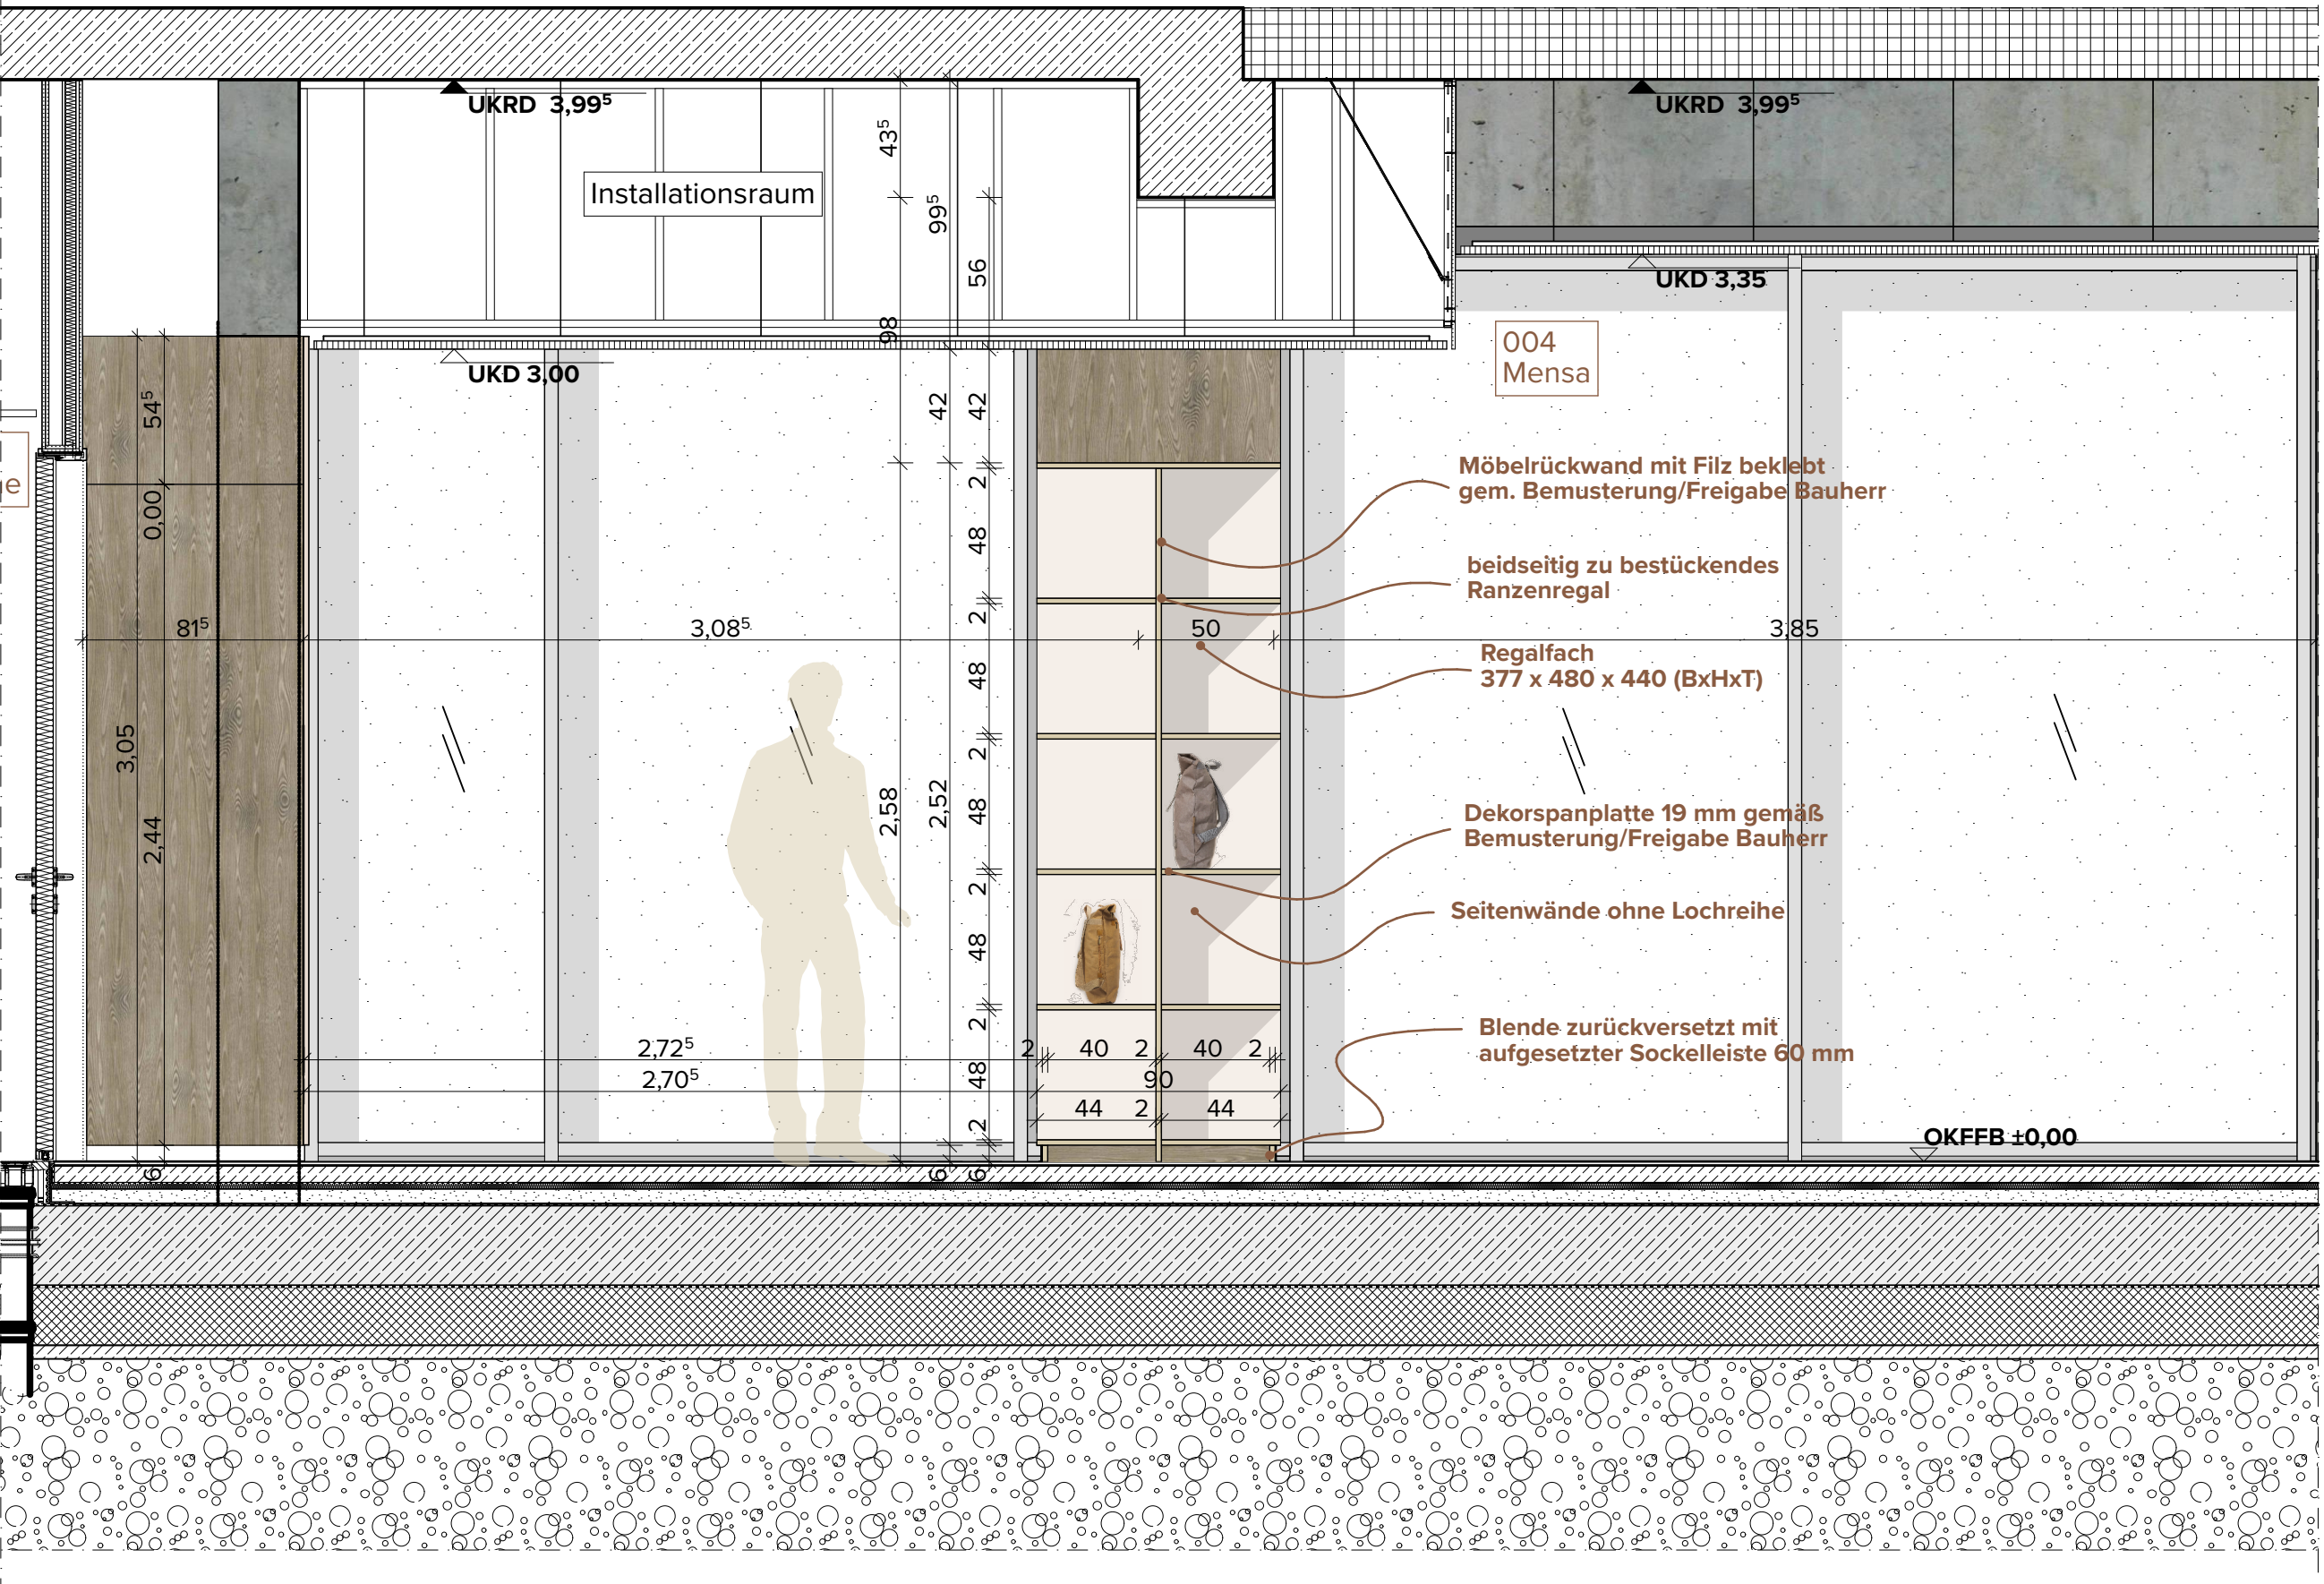 UKRD 3,99⁵
UKRD 3,99⁵
43⁵
Installationsraum
99⁵
56
UKD 3,35
98
004
Mensa
UKD 3,00
54⁵
42
42
Möbelrückwand mit Filz beklebt
gem. Bemusterung/Freigabe Bauherr
e
2
0,00
48
beidseitig zu bestückendes
Ranzenregal
2
81⁵
3,08⁵
50
3,85
Regalfach
377 x 480 x 440 (BxHxT)
48
3,05
2
2,44
2,58
2,52
48
Dekorspanplatte 19 mm gemäß
Bemusterung/Freigabe Bauherr
2
Seitenwände ohne Lochreihe
48
2
Blende zurückversetzt mit
aufgesetzter Sockelleiste 60 mm
2,72⁵
2
40
2
40
2
2,70⁵
48
90
44
2
44
2
OKFFB ±0,00
6
6
6